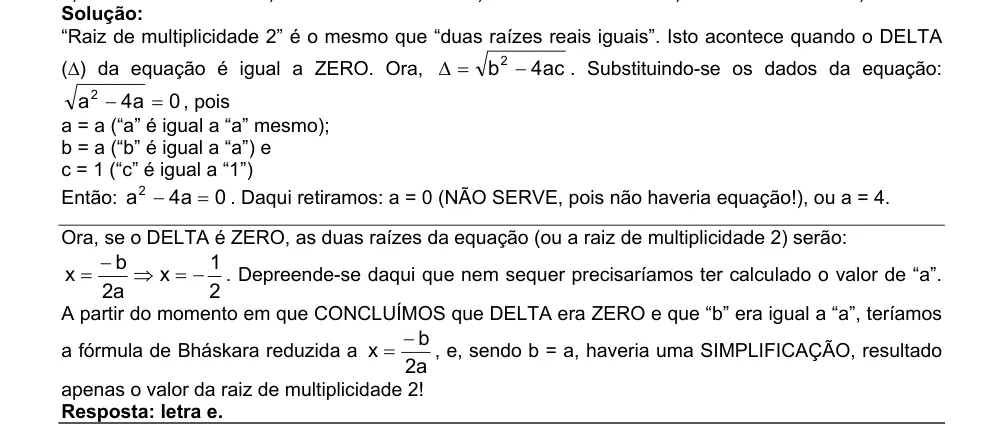 Solução:
“Raiz de multiplicidade 2” é o mesmo que “duas raízes reais iguais”. Isto acontece quando o DELTA
(Δ) da equação é igual a ZERO. Ora, Δ = √(b² − 4ac). Substituindo-se os dados da equação:
√(a² − 4a) = 0, pois
a = a (“a” é igual a “a” mesmo);
b = a (“b” é igual a “a”) e
c = 1 (“c” é igual a “1”)
Então: a² − 4a = 0. Daqui retiramos: a = 0 (NÃO SERVE, pois não haveria equação!), ou a = 4.
Ora, se o DELTA é ZERO, as duas raízes da equação (ou a raiz de multiplicidade 2) serão:
x = −b/2a ⇒ x = −1/2. Depreende-se daqui que nem sequer precisaríamos ter calculado o valor de “a”.
A partir do momento em que CONCLUÍMOS que DELTA era ZERO e que “b” era igual a “a”, teríamos
a fórmula de Bháskara reduzida a x = −b/2a, e, sendo b = a, haveria uma SIMPLIFICAÇÃO, resultado
apenas o valor da raiz de multiplicidade 2!
Resposta: letra e.